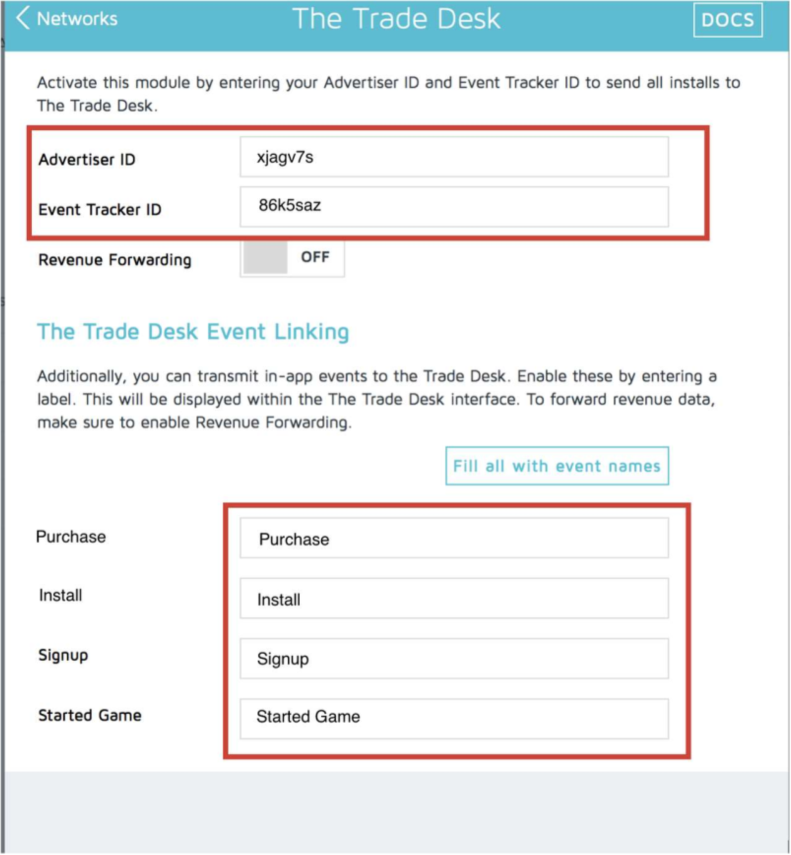 Networks
The Trade Desk
DOCS
Activate this module by entering your Advertiser ID and Event Tracker ID to send all installs to
The Trade Desk.
Advertiser ID xjagv7s
Event Tracker ID 86k5saz
Revenue Forwarding OFF
The Trade Desk Event Linking
Additionally, you can transmit in-app events to the Trade Desk. Enable these by entering a
label. This will be displayed within the The Trade Desk interface. To forward revenue data,
make sure to enable Revenue Forwarding.
Fill all with event names
Purchase Purchase
Install Install
Signup Signup
Started Game Started Game